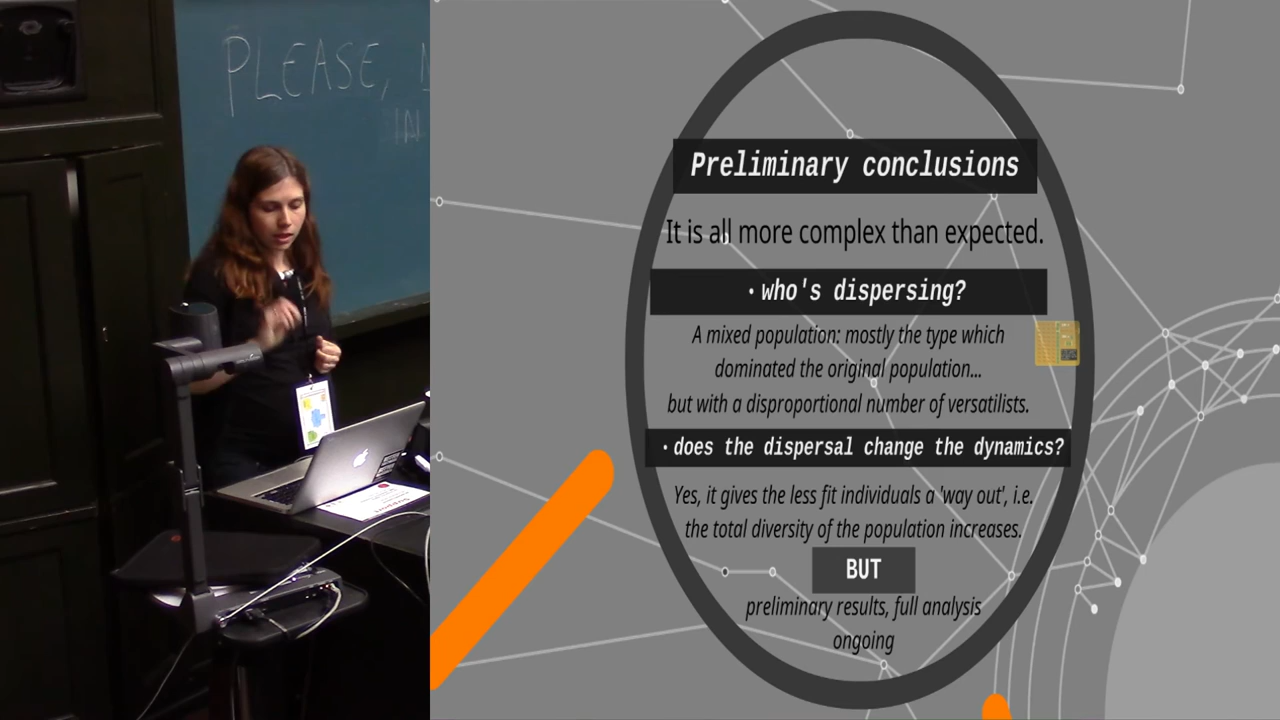 PLEASE,
IN
Preliminary conclusions
It is all more complex than expected.
· who's dispersing?
A mixed population: mostly the type which
dominated the original population...
but with a disproportional number of versatilists.
· does the dispersal change the dynamics?
Yes, it gives the less fit individuals a 'way out', i.e.
the total diversity of the population increases.
BUT
preliminary results, full analysis
ongoing